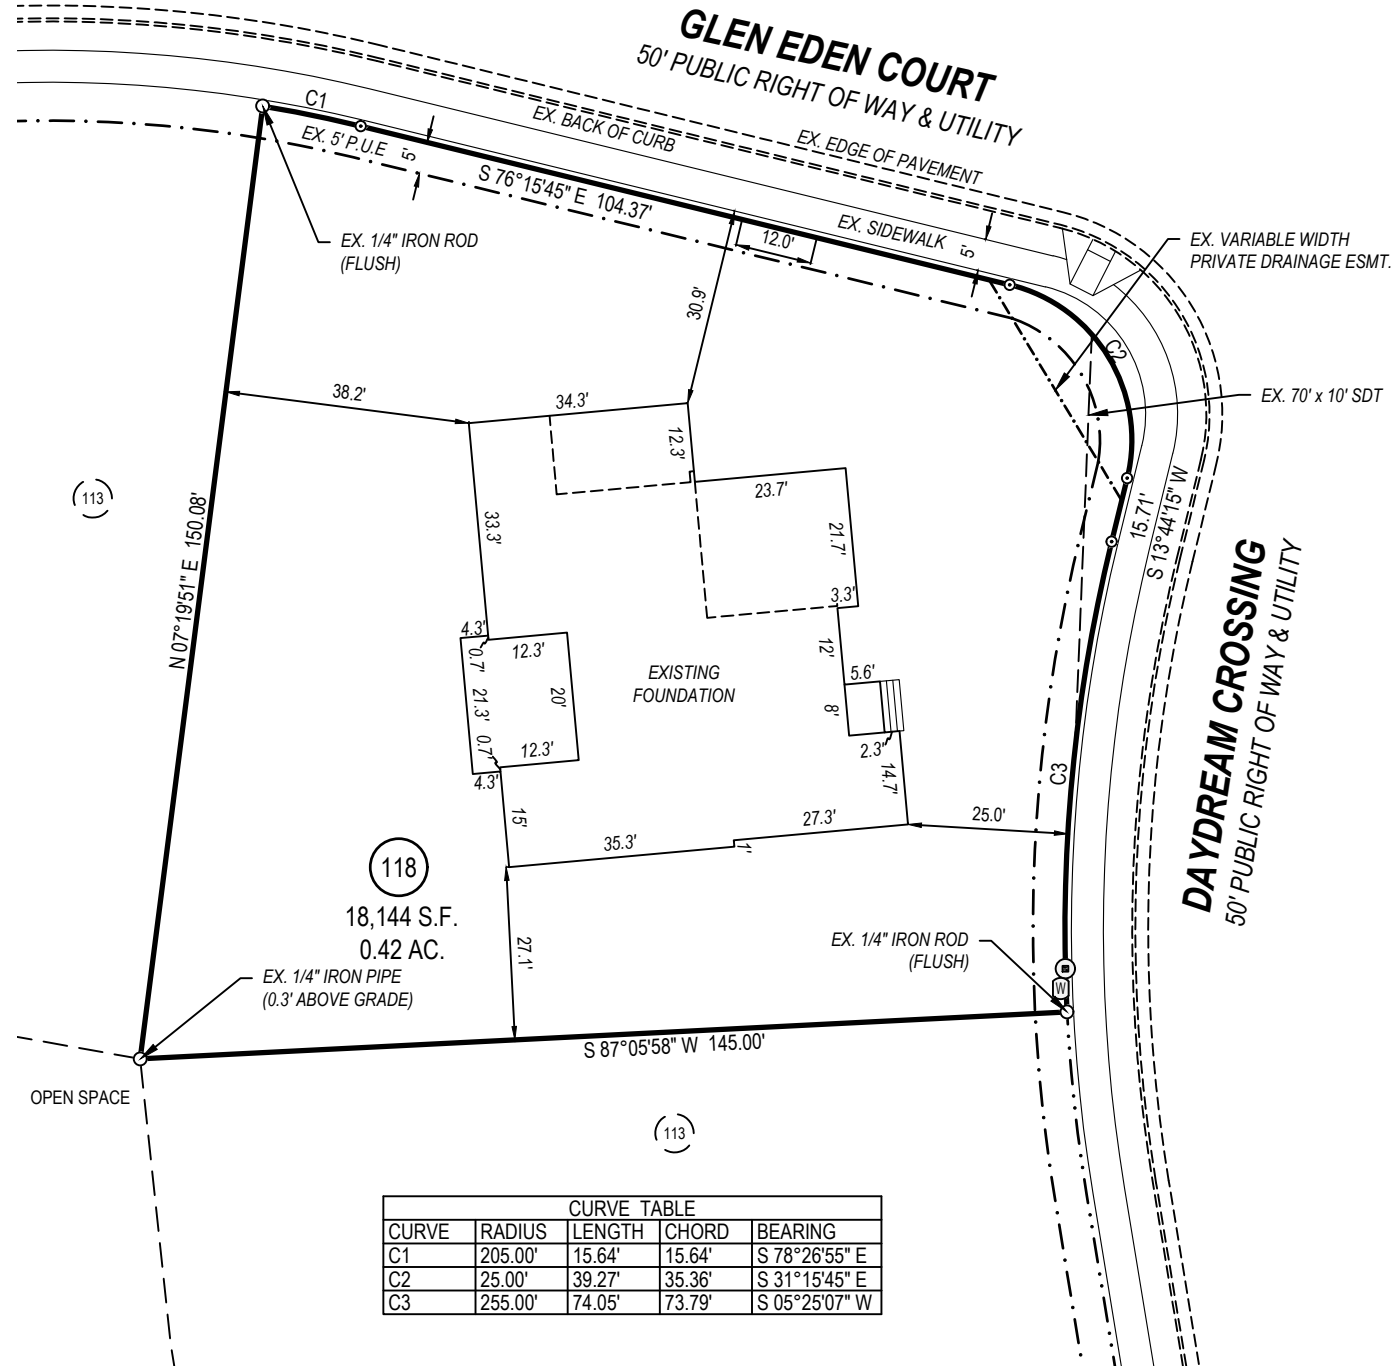 GLEN EDEN COURT
50' PUBLIC RIGHT OF WAY & UTILITY
C1
EX. BACK OF CURB
EX. EDGE OF PAVEMENT
EX. 5' P.U.E
5'
S 76°15'45" E 104.37'
EX. SIDEWALK
5'
12.0'
EX. 1/4" IRON ROD
(FLUSH)
EX. VARIABLE WIDTH
PRIVATE DRAINAGE ESMT.
30.9'
C2
38.2'
34.3'
EX. 70' x 10' SDT
12.3'
113
23.7'
15.71'
S 13°44'15" W
33.3'
21.7'
N 07°19'51" E 150.08'
3.3'
4.3'
0.7'
12.3'
12'
EXISTING
FOUNDATION
5.6'
21.3'
20'
8'
0.7'
12.3'
2.3'
4.3'
14.7'
C3
DAYDREAM CROSSING
50' PUBLIC RIGHT OF WAY & UTILITY
15'
27.3'
25.0'
35.3'
1'
118
18,144 S.F.
0.42 AC.
27.1'
EX. 1/4" IRON ROD
(FLUSH)
EX. 1/4" IRON PIPE
(0.3' ABOVE GRADE)
W
S 87°05'58" W 145.00'
OPEN SPACE
113
CURVE TABLE
CURVE RADIUS LENGTH CHORD BEARING
C1 205.00' 15.64' 15.64' S 78°26'55" E
C2 25.00' 39.27' 35.36' S 31°15'45" E
C3 255.00' 74.05' 73.79' S 05°25'07" W